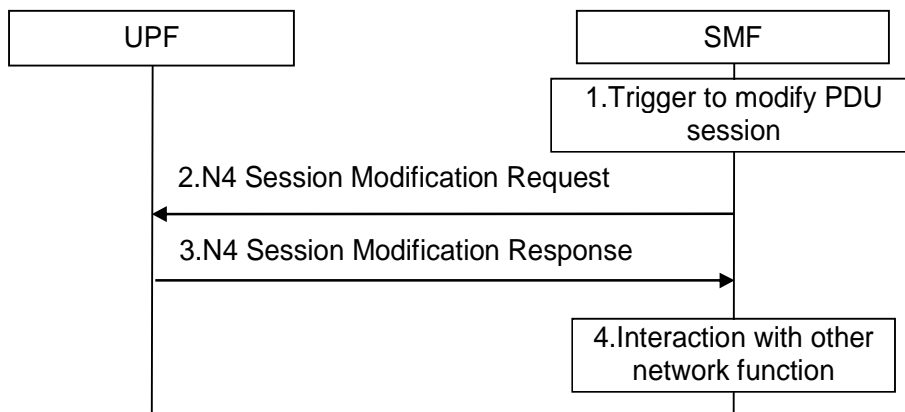 UPF
SMF
1.Trigger to modify PDU
session
2.N4 Session Modification Request
3.N4 Session Modification Response
4.Interaction with other
network function